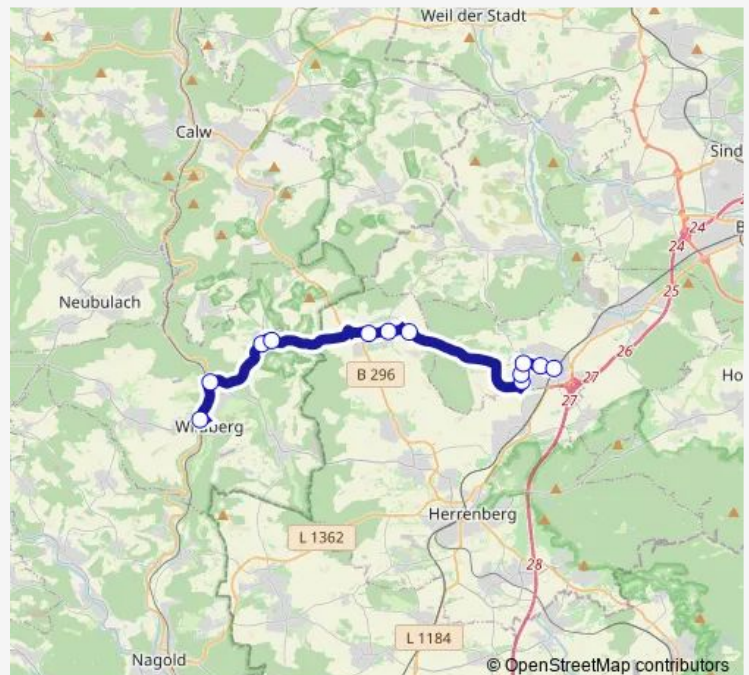 Weil der Stadt
Calw
Sind
24
24
B
25
Neubulach
26
B 296
Ho
27
27
Wildberg
Herrenberg
L 1362
28
L 1184
Nagold
© OpenStreetMap contributors